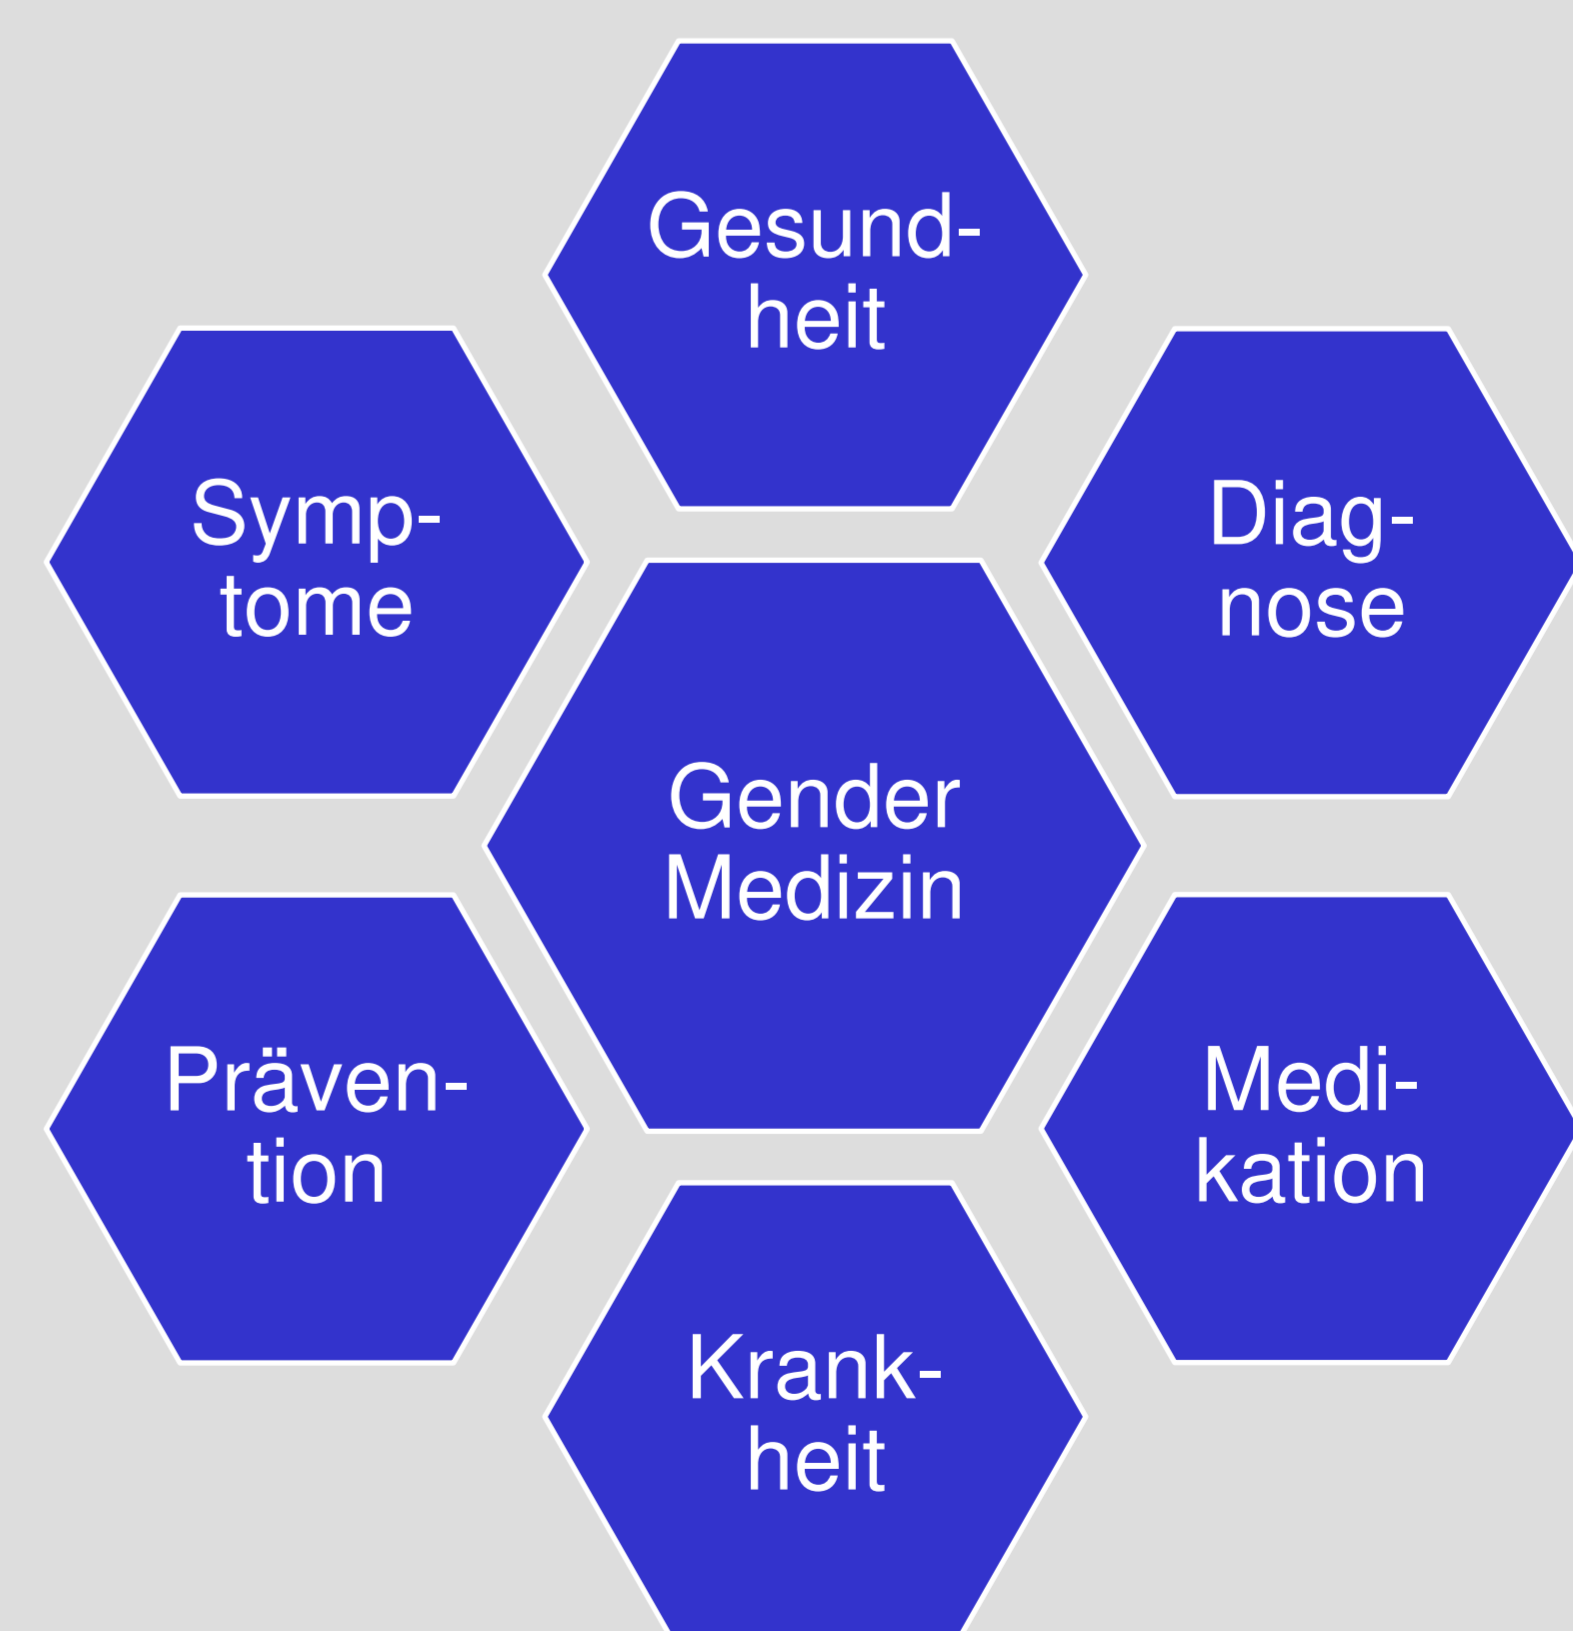 Gesund-
heit
Symp-
tome
Diag-
nose
Gender
Medizin
Präven-
tion
Medi-
kation
Krank-
heit